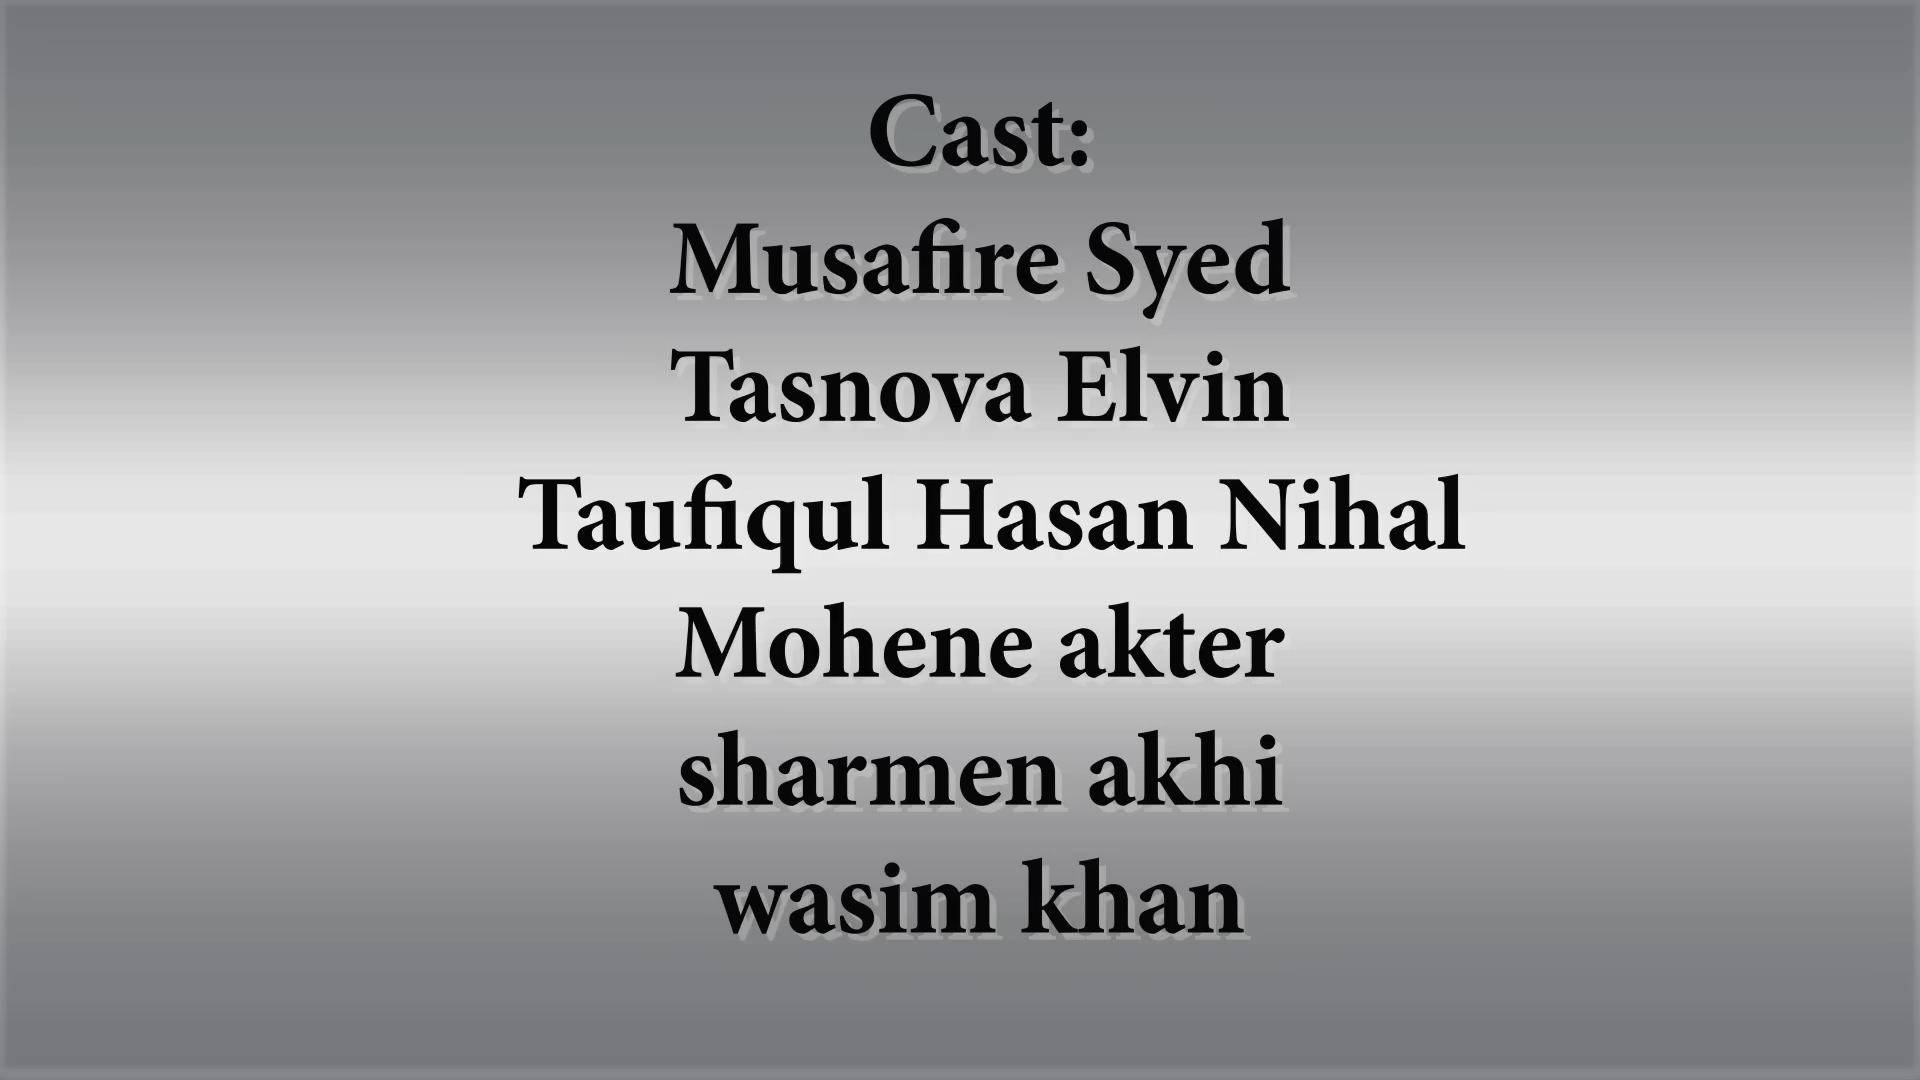 Cast:
Musafire Syed
Tasnova Elvin
Taufiqul Hasan Nihal
Mohene akter
sharmen akhi
wasim khan